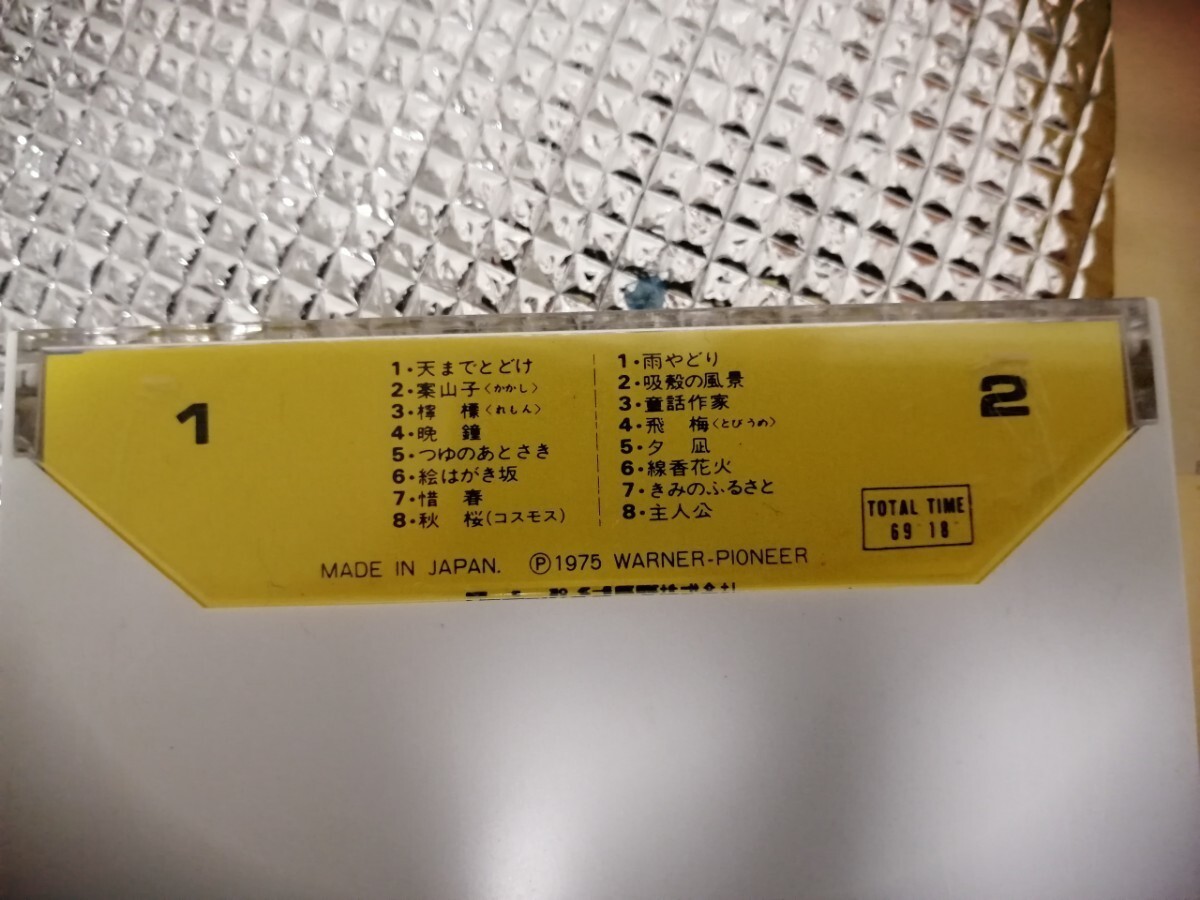 1
1・天までとどけ
2・案山子〈かかし〉
3・檸檬〈れもん〉
4・晩鐘
5・つゆのあとさき
6・絵はがき坂
7・惜春
8・秋桜(コスモス)
1・雨やどり
2・吸殻の風景
3・童話作家
4・飛梅〈とびうめ〉
5・夕凪
6・線香花火
7・きみのふるさと
8・主人公
2
TOTAL TIME
69 18
MADE IN JAPAN. Ⓟ1975 WARNER-PIONEER